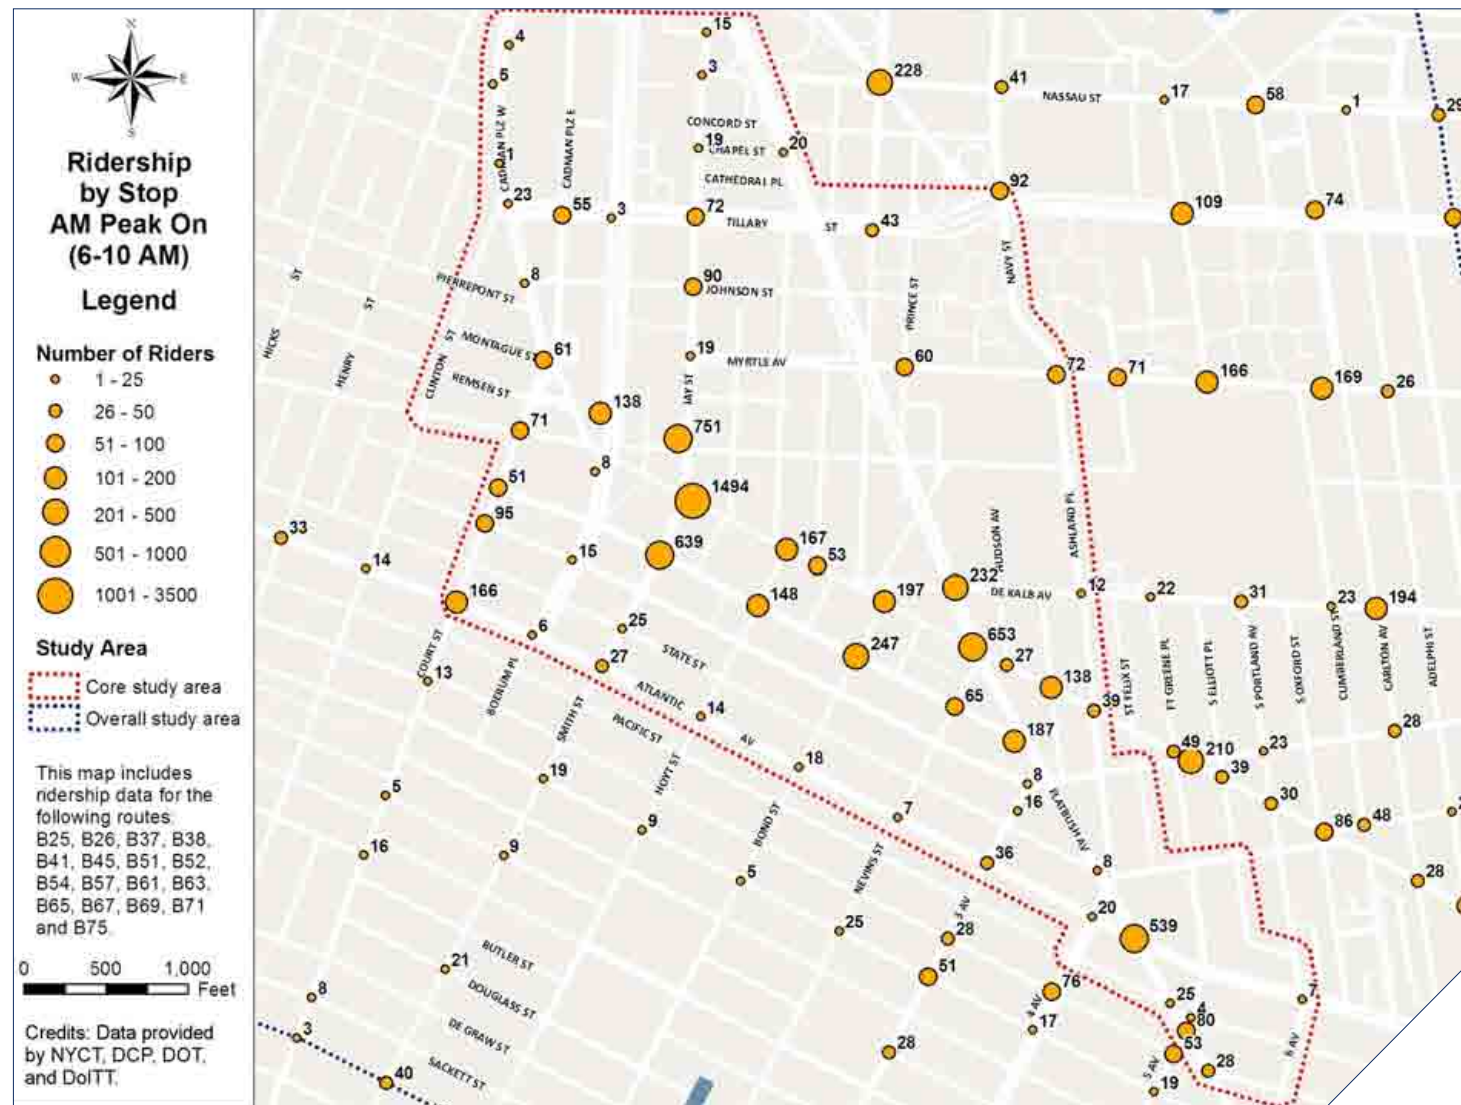 N
W
E
S
Ridership
by Stop
AM Peak On
(6-10 AM)
Legend
Number of Riders
1 - 25
26 - 50
51 - 100
101 - 200
201 - 500
501 - 1000
1001 - 3500
Study Area
Core study area
Overall study area
This map includes
ridership data for the
following routes:
B25, B26, B37, B38,
B41, B45, B51, B52,
B54, B57, B61, B63,
B65, B67, B69, B71
and B75.
0 500 1,000
Feet
Credits: Data provided
by NYCT, DCP, DOT,
and DoITT.
4
15
5
3
228
41
NASSAU ST
17
58
1
29
CADMAN PLZ W
CADMAN PLZ E
CONCORD ST
19
CHAPEL ST
20
1
CATHEDRAL PL
92
23
55
3
72
TILLARY
ST
43
109
74
NAVY ST
8
PIERREPONT ST
90
JOHNSON ST
PRINCE ST
HICKS
ST
HENRY
ST
CLINTON
ST
MONTAGUE ST
61
REMSEN ST
19
MYRTLE AV
JAY ST
60
72
71
166
169
26
71
138
751
8
51
1494
95
33
14
15
639
167
53
HUDSON AV
ASHLAND PL
166
148
197
232
DE KALB AV
12
22
31
23
194
6
25
27
247
653
27
COURT ST
13
BOERUM PL
STATE ST
ATLANTIC
AV
PACIFIC ST
SMITH ST
14
65
138
39
187
ST FELIX ST
FT GREENE PL
S ELLIOTT PL
S PORTLAND AV
S OXFORD ST
CUMBERLAND ST
CARLTON AV
ADELPHI ST
28
HOYT ST
18
49
210
23
39
5
19
8
16
FLATBUSH AV
30
86
48
9
BOND ST
7
16
9
36
8
28
5
NEVINS ST
25
3 AV
28
20
539
21
BUTLER ST
51
76
8
DOUGLASS ST
4 AV
17
25
4
80
7
3
DE GRAW ST
28
53
28
6 AV
5 AV
19
40
SACKETT ST